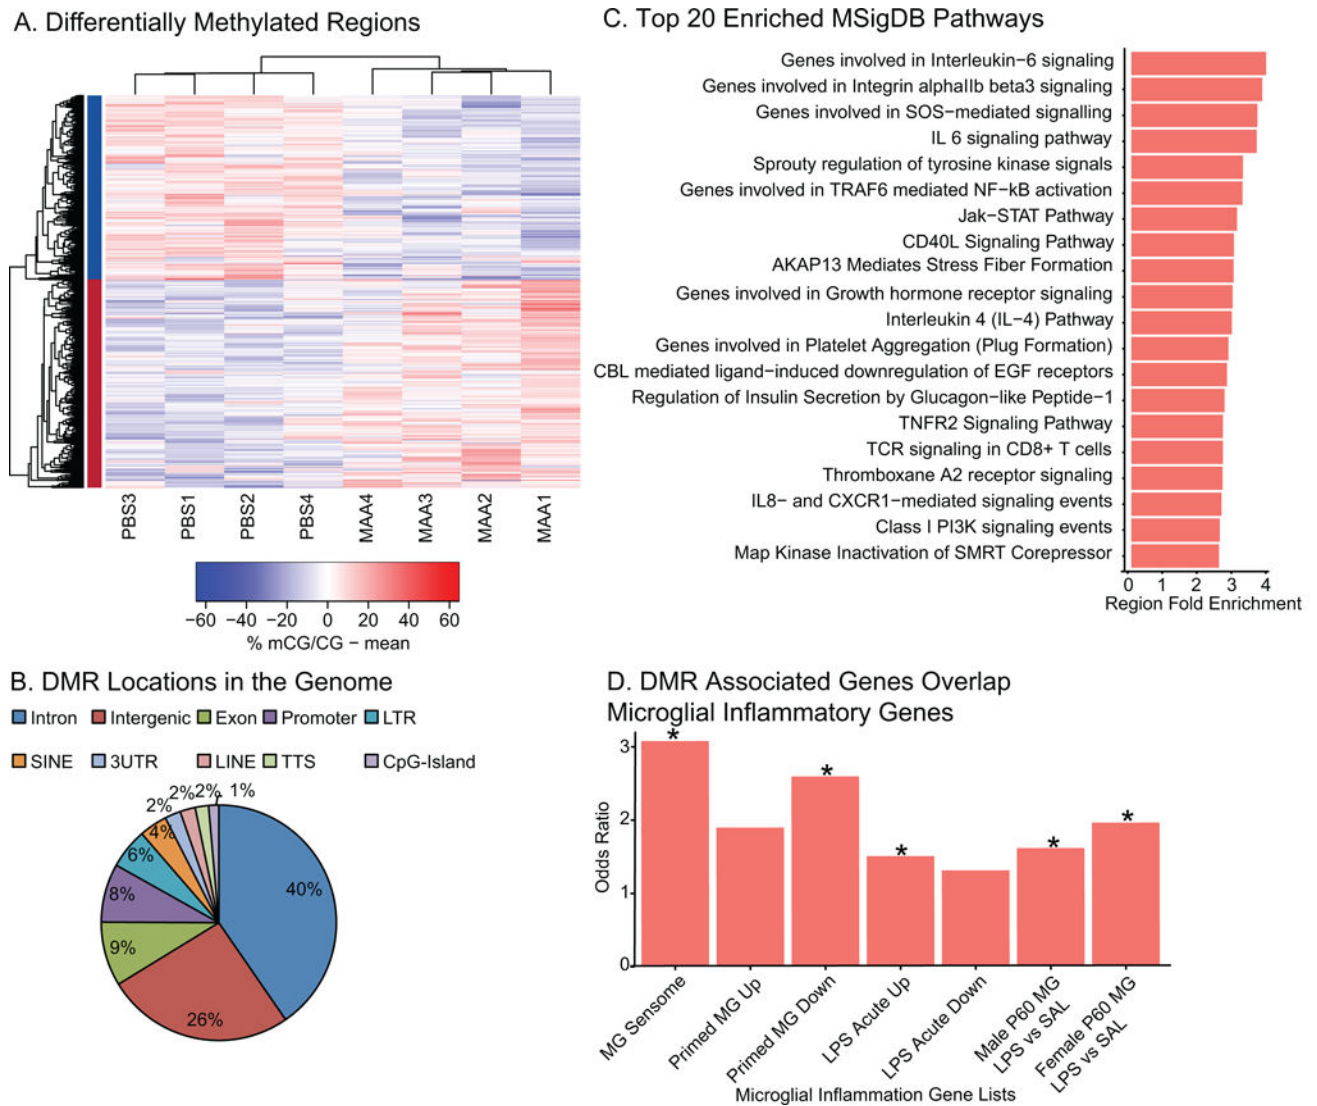 A. Differentially Methylated Regions
PBS3
PBS1
PBS2
PBS4
MAA4
MAA3
MAA2
MAA1
−60 −40 −20 0 20 40 60
% mCG/CG − mean
B. DMR Locations in the Genome
Intron Intergenic Exon Promoter LTR
SINE 3UTR LINE TTS CpG-Island
2% 2% 2% 1%
4%
6%
8%
9%
26%
40%
C. Top 20 Enriched MSigDB Pathways
Genes involved in Interleukin−6 signaling
Genes involved in Integrin alphaIIb beta3 signaling
Genes involved in SOS−mediated signalling
IL 6 signaling pathway
Sprouty regulation of tyrosine kinase signals
Genes involved in TRAF6 mediated NF−kB activation
Jak−STAT Pathway
CD40L Signaling Pathway
AKAP13 Mediates Stress Fiber Formation
Genes involved in Growth hormone receptor signaling
Interleukin 4 (IL−4) Pathway
Genes involved in Platelet Aggregation (Plug Formation)
CBL mediated ligand−induced downregulation of EGF receptors
Regulation of Insulin Secretion by Glucagon−like Peptide−1
TNFR2 Signaling Pathway
TCR signaling in CD8+ T cells
Thromboxane A2 receptor signaling
IL8− and CXCR1−mediated signaling events
Class I PI3K signaling events
Map Kinase Inactivation of SMRT Corepressor
0 1 2 3 4
Region Fold Enrichment
D. DMR Associated Genes Overlap
Microglial Inflammatory Genes
Odds Ratio
3
2
1
0
* * * * *
MG Sensome
Primed MG Up
Primed MG Down
LPS Acute Up
LPS Acute Down
Male P60 MG
LPS vs SAL
Female P60 MG
LPS vs SAL
Microglial Inflammation Gene Lists